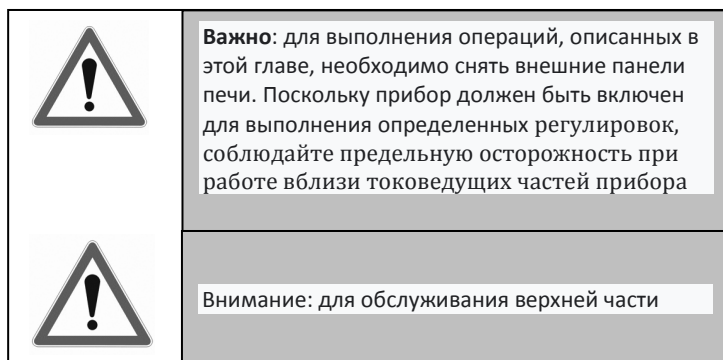 Важно: для выполнения операций, описанных в
этой главе, необходимо снять внешние панели
печи. Поскольку прибор должен быть включен
для выполнения определенных регулировок,
соблюдайте предельную осторожность при
работе вблизи токоведущих частей прибора
Внимание: для обслуживания верхней части